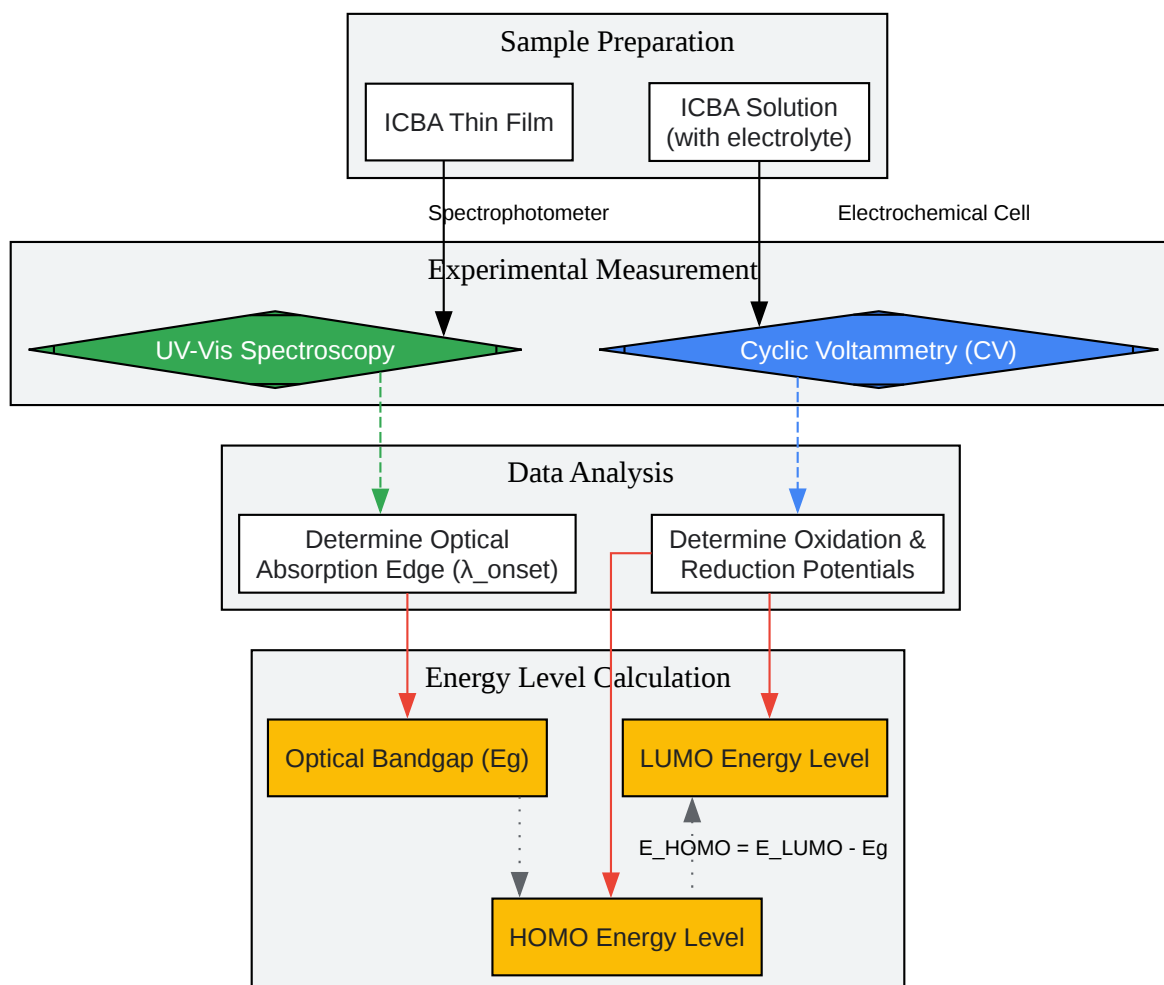 Sample Preparation
ICBA Thin Film
ICBA Solution
(with electrolyte)
Spectrophotometer
Electrochemical Cell
Experimental Measurement
UV-Vis Spectroscopy
Cyclic Voltammetry (CV)
Data Analysis
Determine Optical
Absorption Edge (λ_onset)
Determine Oxidation &
Reduction Potentials
Energy Level Calculation
Optical Bandgap (Eg)
LUMO Energy Level
E_HOMO = E_LUMO - Eg
HOMO Energy Level